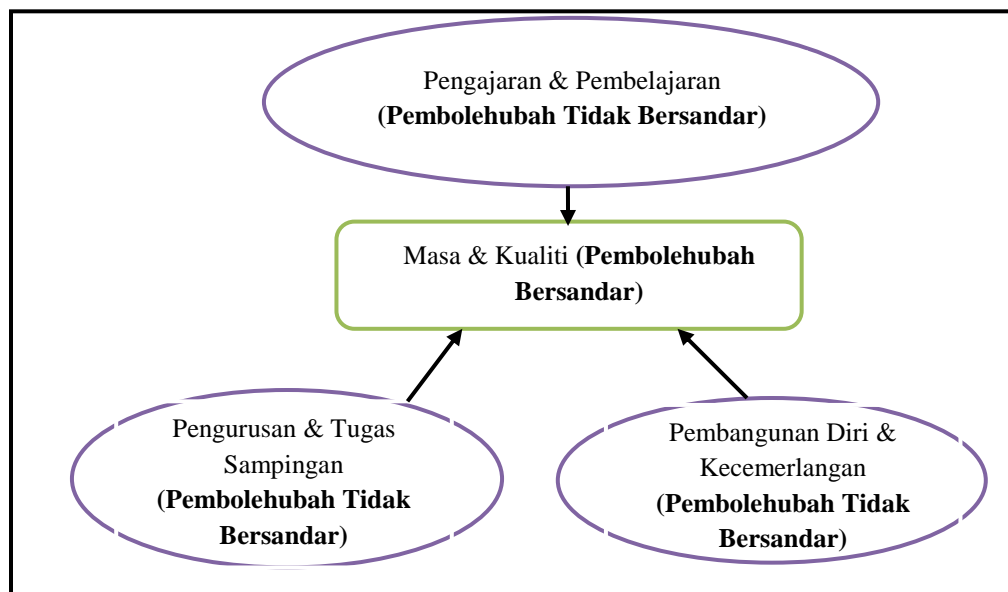 Pengajaran & Pembelajaran
(Pembolehubah Tidak Bersandar)
Masa & Kualiti (Pembolehubah
Bersandar)
Pengurusan & Tugas
Sampingan
(Pembolehubah Tidak
Bersandar)
Pembangunan Diri &
Kecemerlangan
(Pembolehubah Tidak
Bersandar)